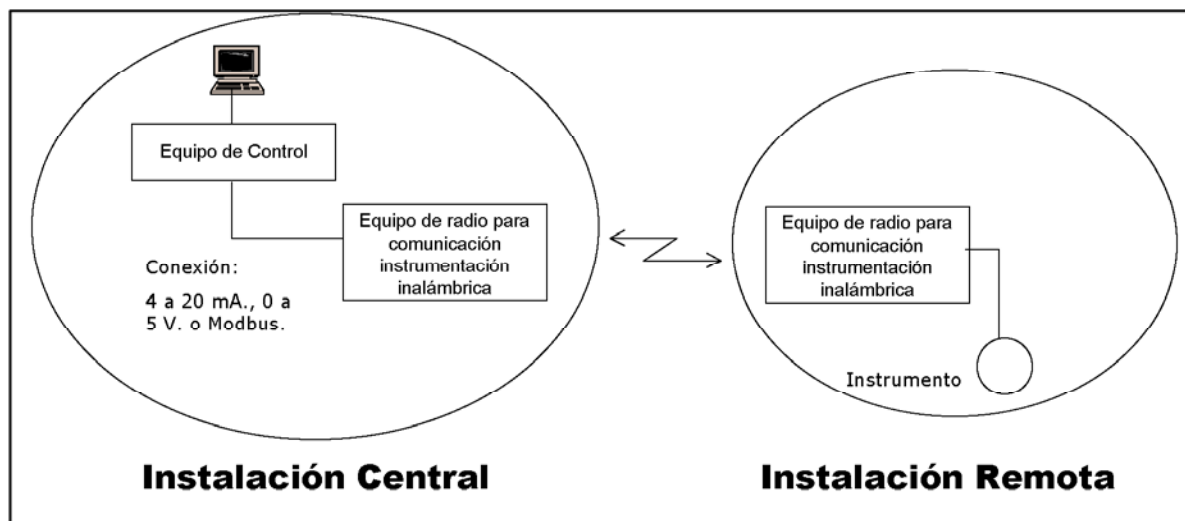 Equipo de Control
Equipo de radio para
comunicación
instrumentación
inalámbrica
Conexión:
4 a 20 mA., 0 a
5 V. o Modbus.
Equipo de radio para
comunicación
instrumentación
inalámbrica
Instrumento
Instalación Central
Instalación Remota